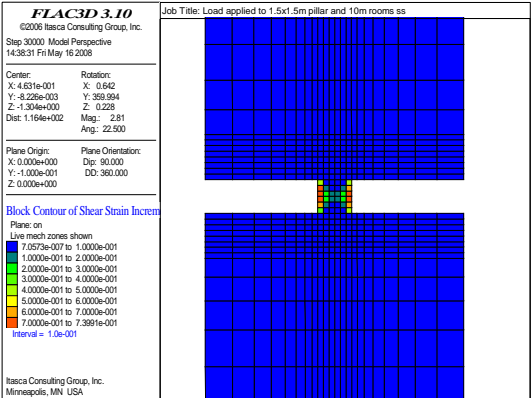 FLAC3D 3.10
©2006 Itasca Consulting Group, Inc.
Step 30000 Model Perspective
14:38:31 Fri May 16 2008
Center: Rotation:
X: 4.631e-001 X: 0.642
Y: -8.226e-003 Y: 359.994
Z: -1.304e+000 Z: 0.228
Dist: 1.164e+002 Mag.: 2.81
Ang.: 22.500
Plane Origin: Plane Orientation:
X: 0.000e+000 Dip: 90.000
Y: -1.000e-001 DD: 360.000
Z: 0.000e+000
Block Contour of Shear Strain Increm
Plane: on
Live mech zones shown
7.0573e-007 to 1.0000e-001
1.0000e-001 to 2.0000e-001
2.0000e-001 to 3.0000e-001
3.0000e-001 to 4.0000e-001
4.0000e-001 to 5.0000e-001
5.0000e-001 to 6.0000e-001
6.0000e-001 to 7.0000e-001
7.0000e-001 to 7.3991e-001
Interval = 1.0e-001
Itasca Consulting Group, Inc.
Minneapolis, MN USA
Job Title: Load applied to 1.5x1.5m pillar and 10m rooms ss